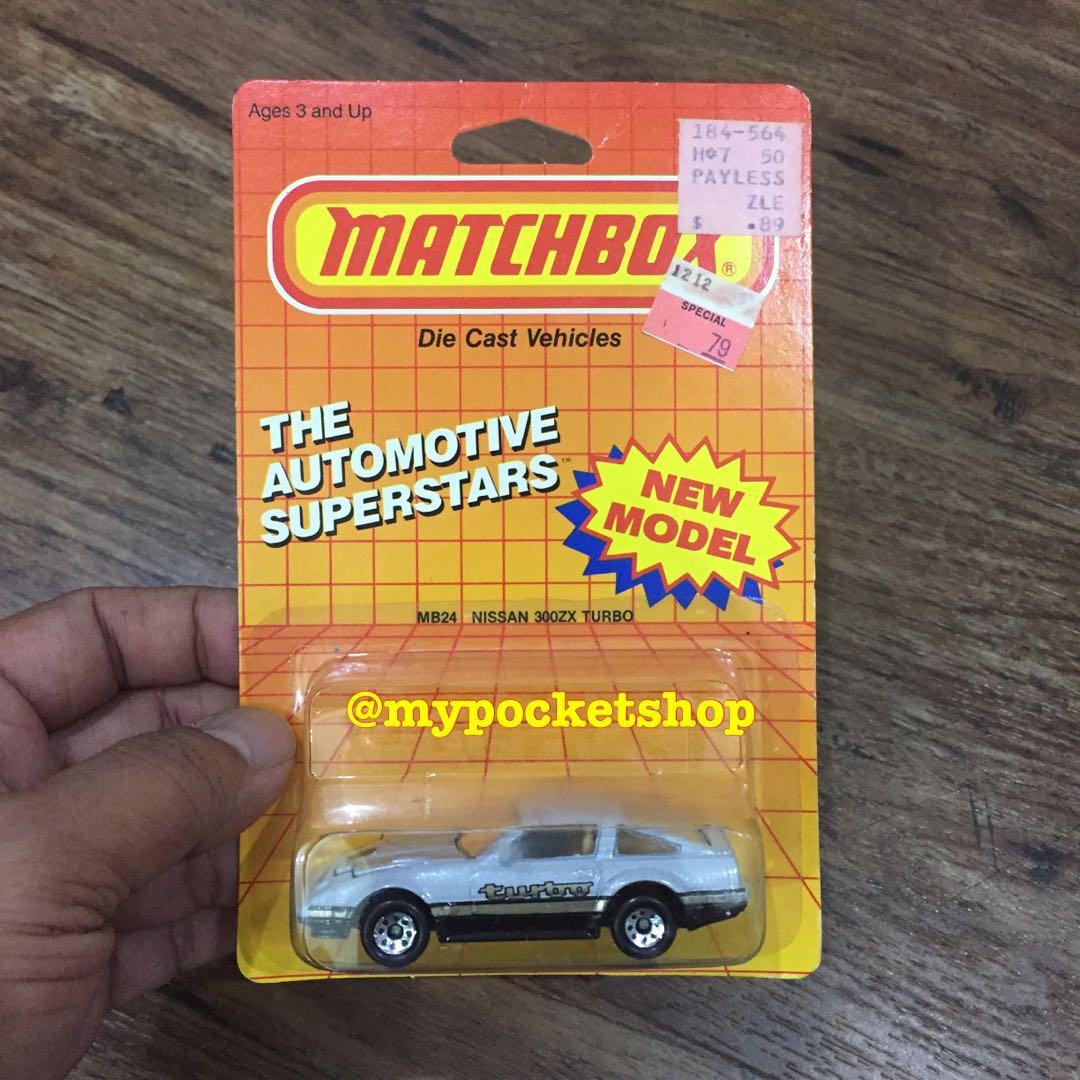 Ages 3 and Up
184-564
H#7 50
PAYLESS
ZLE
$ .89
MATCHBOX®
1212
SPECIAL
79
Die Cast Vehicles
THE
AUTOMOTIVE
SUPERSTARS™
NEW
MODEL
MB24 NISSAN 300ZX TURBO
@mypocketshop
turbo